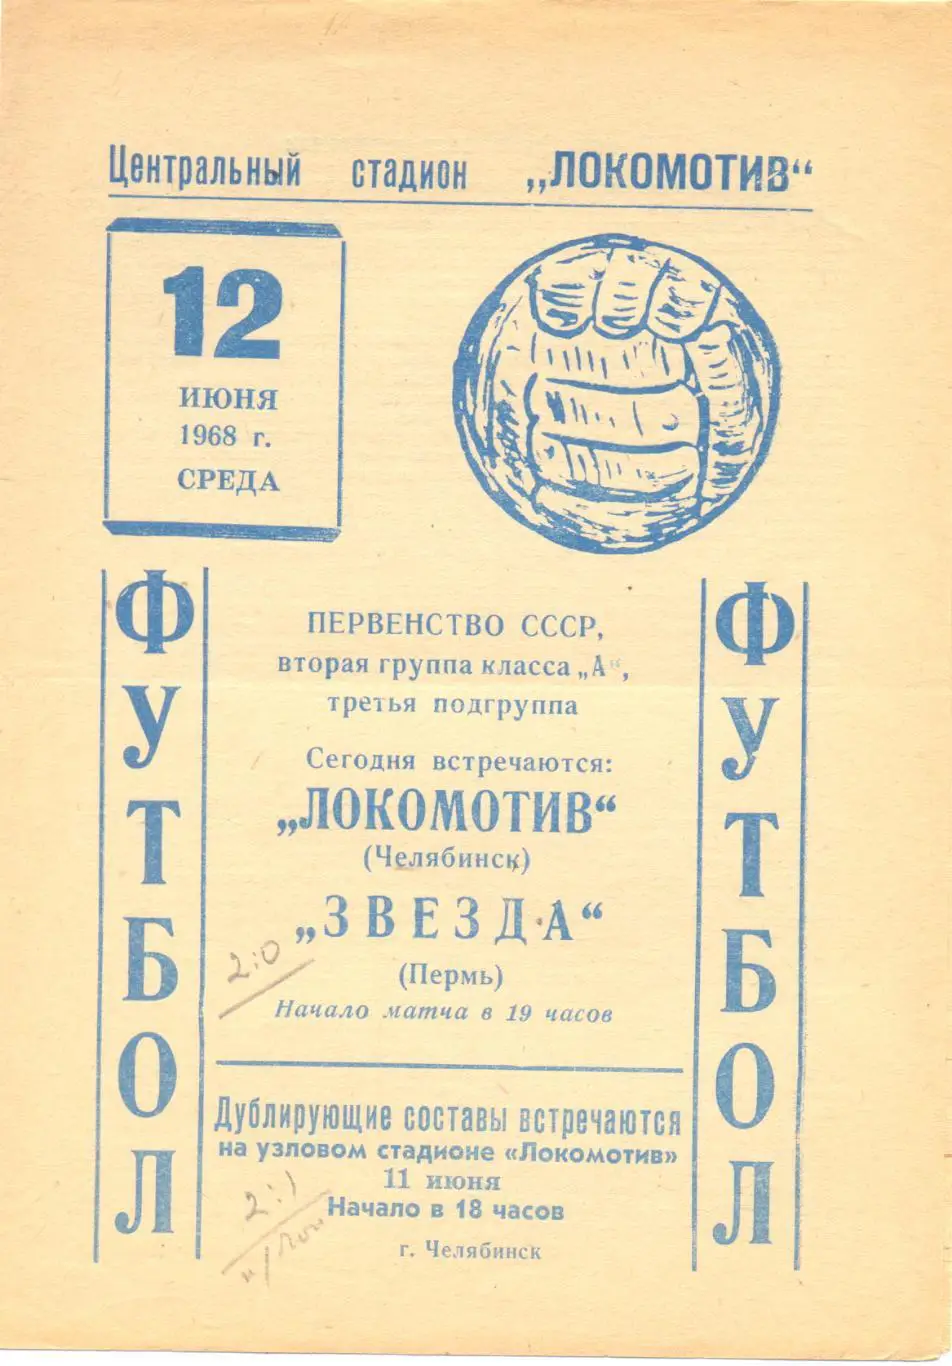 Центральный стадион „ЛОКОМОТИВ“
12
ИЮНЯ
1968 г.
СРЕДА
ФУТБОЛ
ПЕРВЕНСТВО СССР,
вторая группа класса „А“,
третья подгруппа
Сегодня встречаются:
„ЛОКОМОТИВ“
(Челябинск)
„ЗВЕЗДА“
2:0
(Пермь)
Начало матча в 19 часов
Дублирующие составы встречаются
на узловом стадионе «Локомотив»
11 июня
2:1
Начало в 18 часов
г. Челябинск
ФУТБОЛ